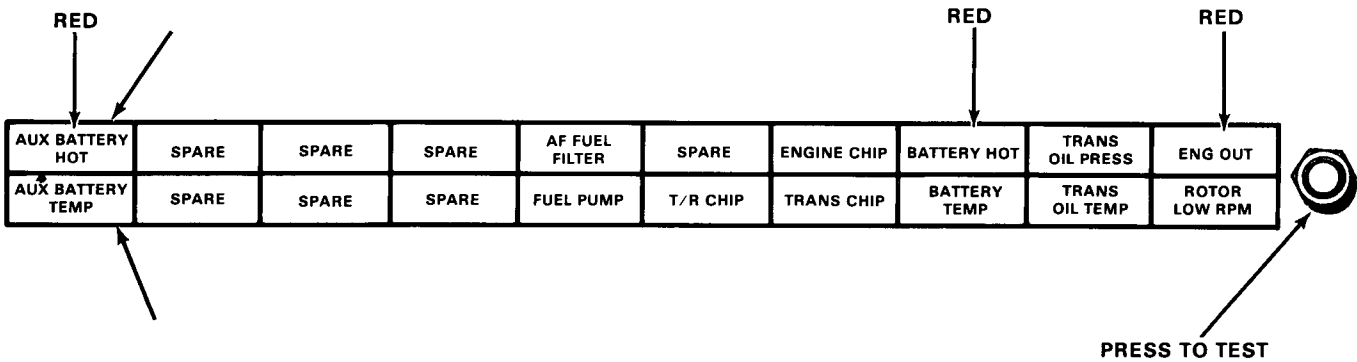 RED
RED
RED
AUX BATTERY
HOT
SPARE
SPARE
SPARE
AF FUEL
FILTER
SPARE
ENGINE CHIP
BATTERY HOT
TRANS
OIL PRESS
ENG OUT
AUX BATTERY
TEMP
SPARE
SPARE
SPARE
FUEL PUMP
T/R CHIP
TRANS CHIP
BATTERY
TEMP
TRANS
OIL TEMP
ROTOR
LOW RPM
PRESS TO TEST